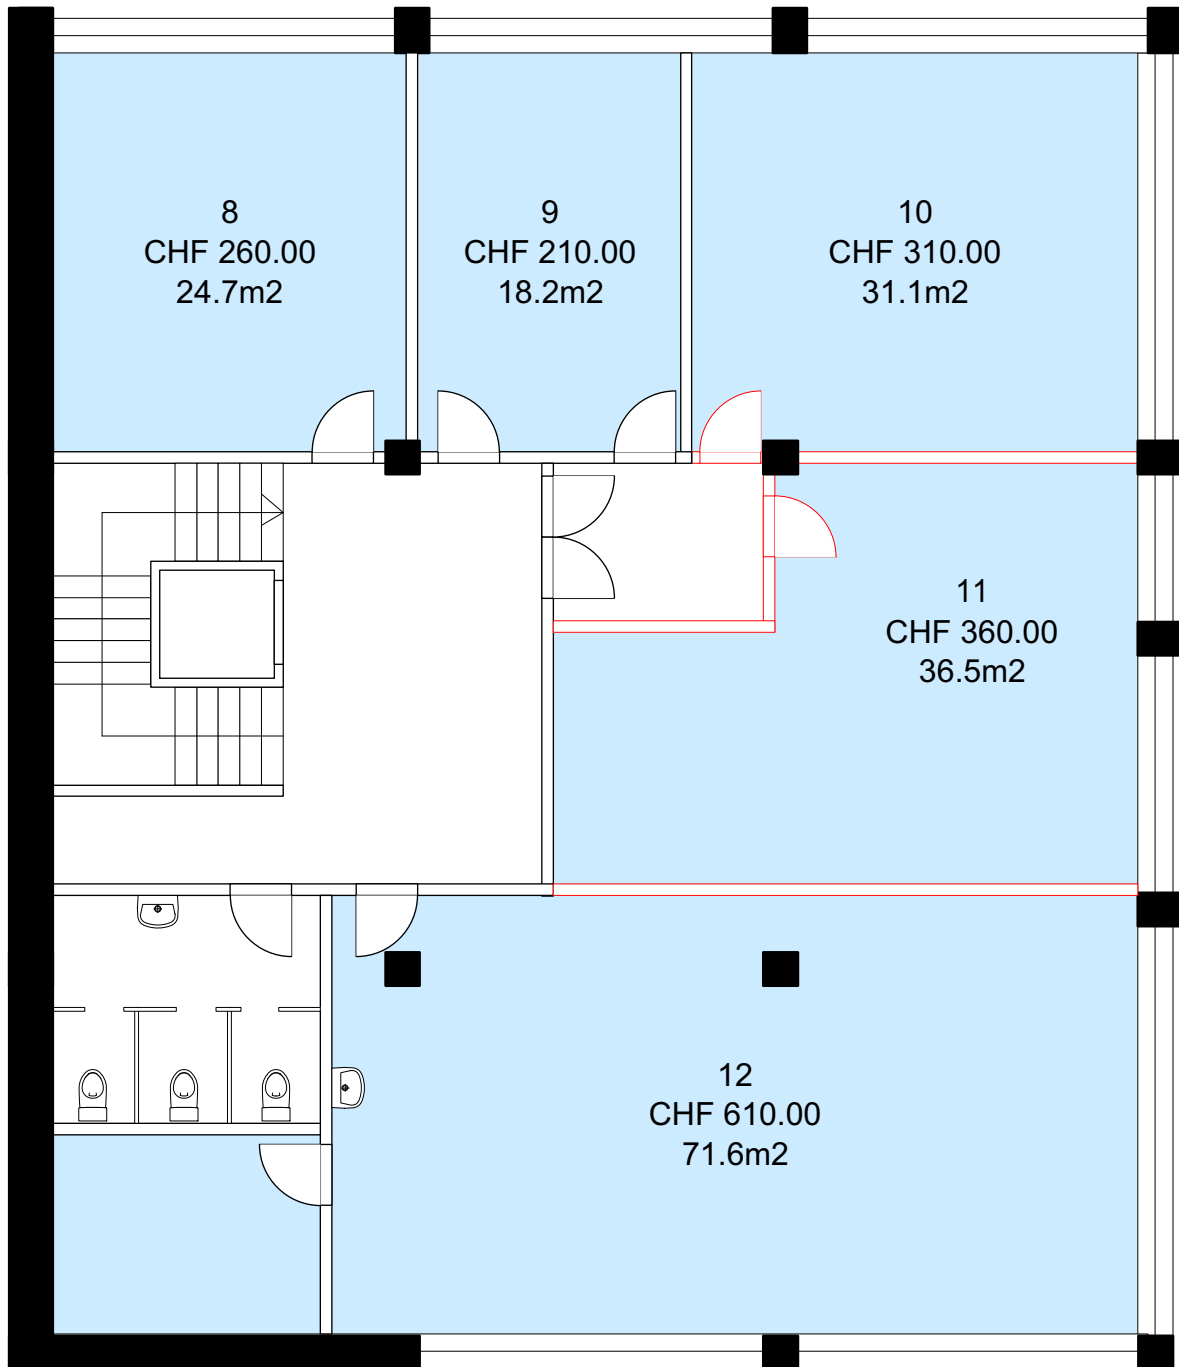 8
CHF 260.00
24.7m2
9
CHF 210.00
18.2m2
10
CHF 310.00
31.1m2
11
CHF 360.00
36.5m2
12
CHF 610.00
71.6m2